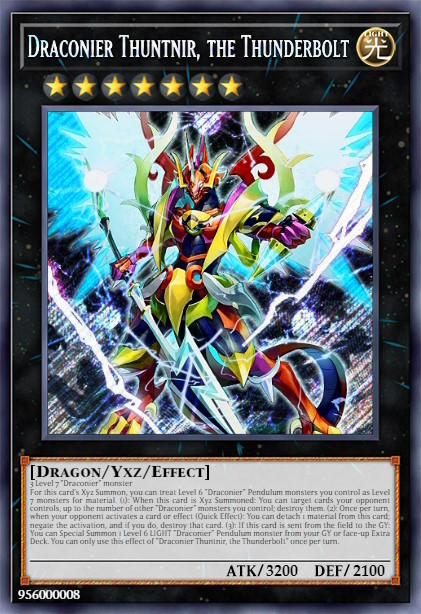 DRACONIER THUNTNIR, THE THUNDERBOLT
LIGHT
光
[DRAGON/YXZ/EFFECT]
3 Level 7 "Draconier" monster
For this card's Xyz Summon, you can treat Level 6 "Draconier" Pendulum monsters you control as Level
7 monsters for material. (1): When this card is Xyz Summoned: You can target cards your opponent
controls, up to the number of other "Draconier" monsters you control; destroy them. (2): Once per turn,
when your opponent activates a card or effect (Quick Effect): You can detach 1 material from this card;
negate the activation, and if you do, destroy that card. (3): If this card is sent from the field to the GY:
You can Special Summon 1 Level 6 LIGHT "Draconier" Pendulum monster from your GY or face-up Extra
Deck. You can only use this effect of "Draconier Thuntnir, the Thunderbolt" once per turn.
ATK/3200 DEF/2100
956000008